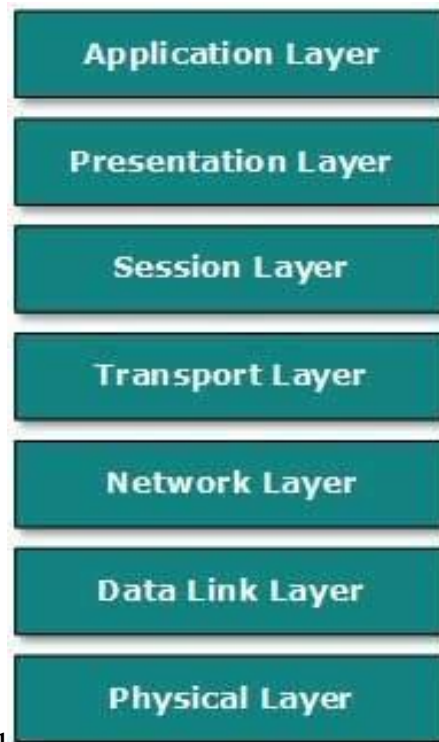 Application Layer
Presentation Layer
Session Layer
Transport Layer
Network Layer
Data Link Layer
Physical Layer